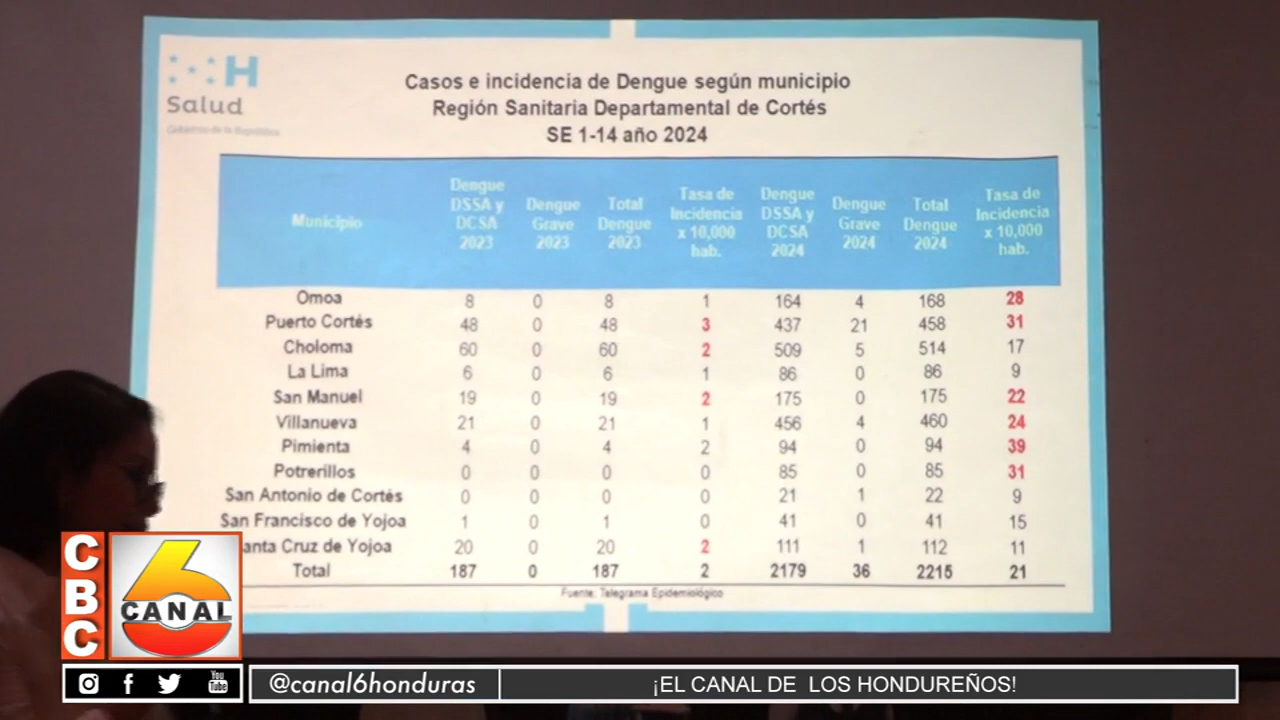 H
Salud
Gobierno de la República
Casos e incidencia de Dengue según municipio
Región Sanitaria Departamental de Cortés
SE 1-14 año 2024
Municipio Dengue DSSA y DCSA 2023 Dengue Grave 2023 Total Dengue 2023 Tasa de Incidencia x 10,000 hab. Dengue DSSA y DCSA 2024 Dengue Grave 2024 Total Dengue 2024 Tasa de Incidencia x 10,000 hab.
Omoa 8 0 8 1 164 4 168 28
Puerto Cortés 48 0 48 3 437 21 458 31
Choloma 60 0 60 2 509 5 514 17
La Lima 6 0 6 1 86 0 86 9
San Manuel 19 0 19 2 175 0 175 22
Villanueva 21 0 21 1 456 4 460 24
Pimienta 4 0 4 2 94 0 94 39
Potrerillos 0 0 0 0 85 0 85 31
San Antonio de Cortés 0 0 0 0 21 1 22 9
San Francisco de Yojoa 1 0 1 0 41 0 41 15
anta Cruz de Yojoa 20 0 20 2 111 1 112 11
Total 187 0 187 2 2179 36 2215 21
Fuente: Telegrama Epidemiológico
CBC
6
CANAL
You Tube
@canal6honduras
¡EL CANAL DE LOS HONDUREÑOS!